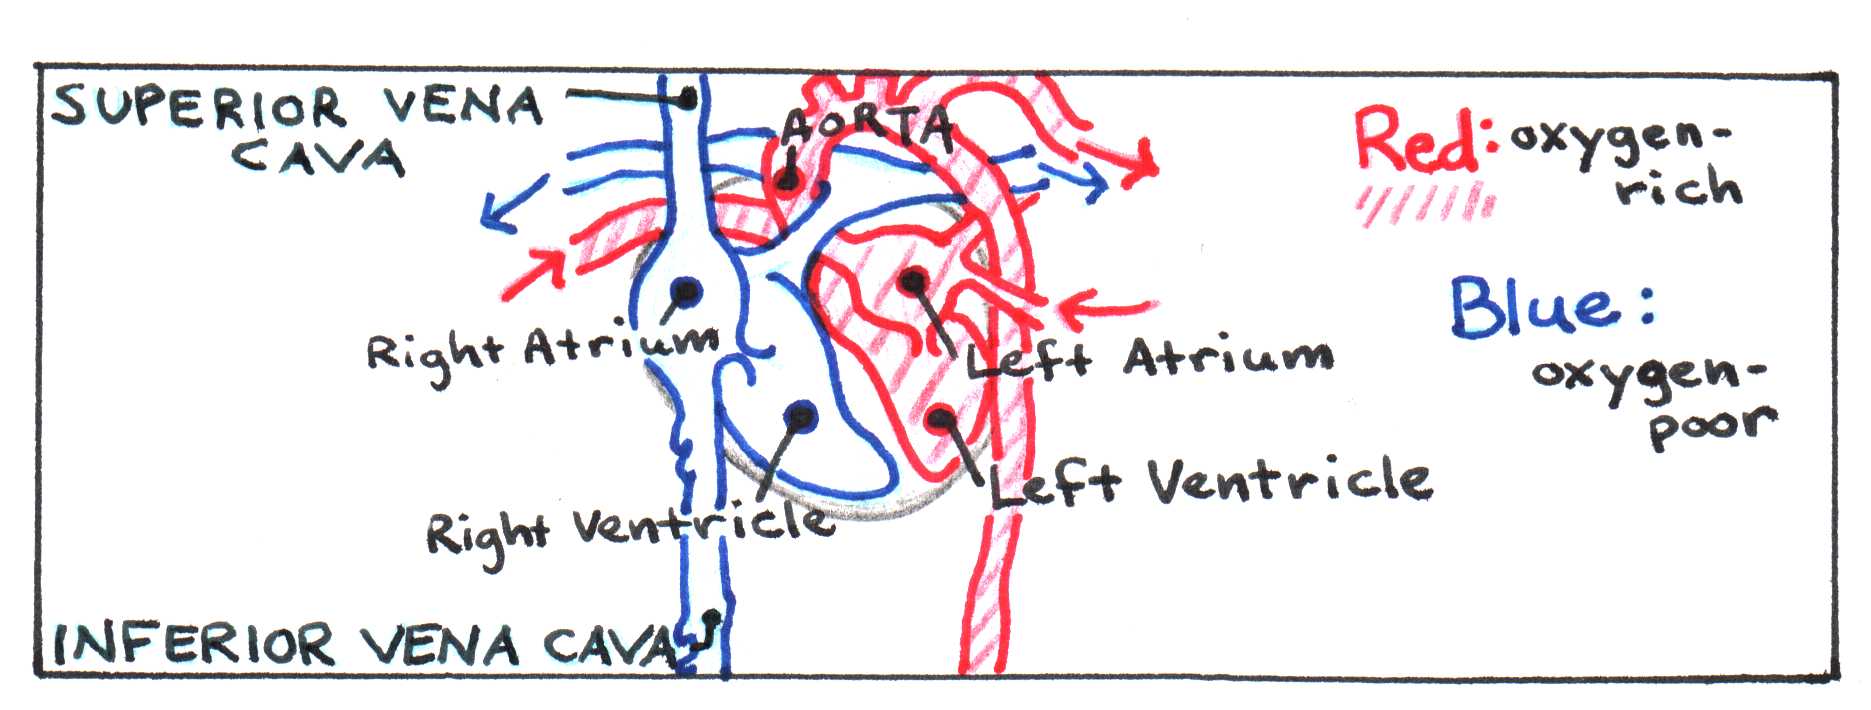 SUPERIOR VENA
CAVA
AORTA
Red: oxygen-
rich
Blue:
oxygen-
poor
Right Atrium
Left Atrium
Left Ventricle
Right Ventricle
INFERIOR VENA CAVA